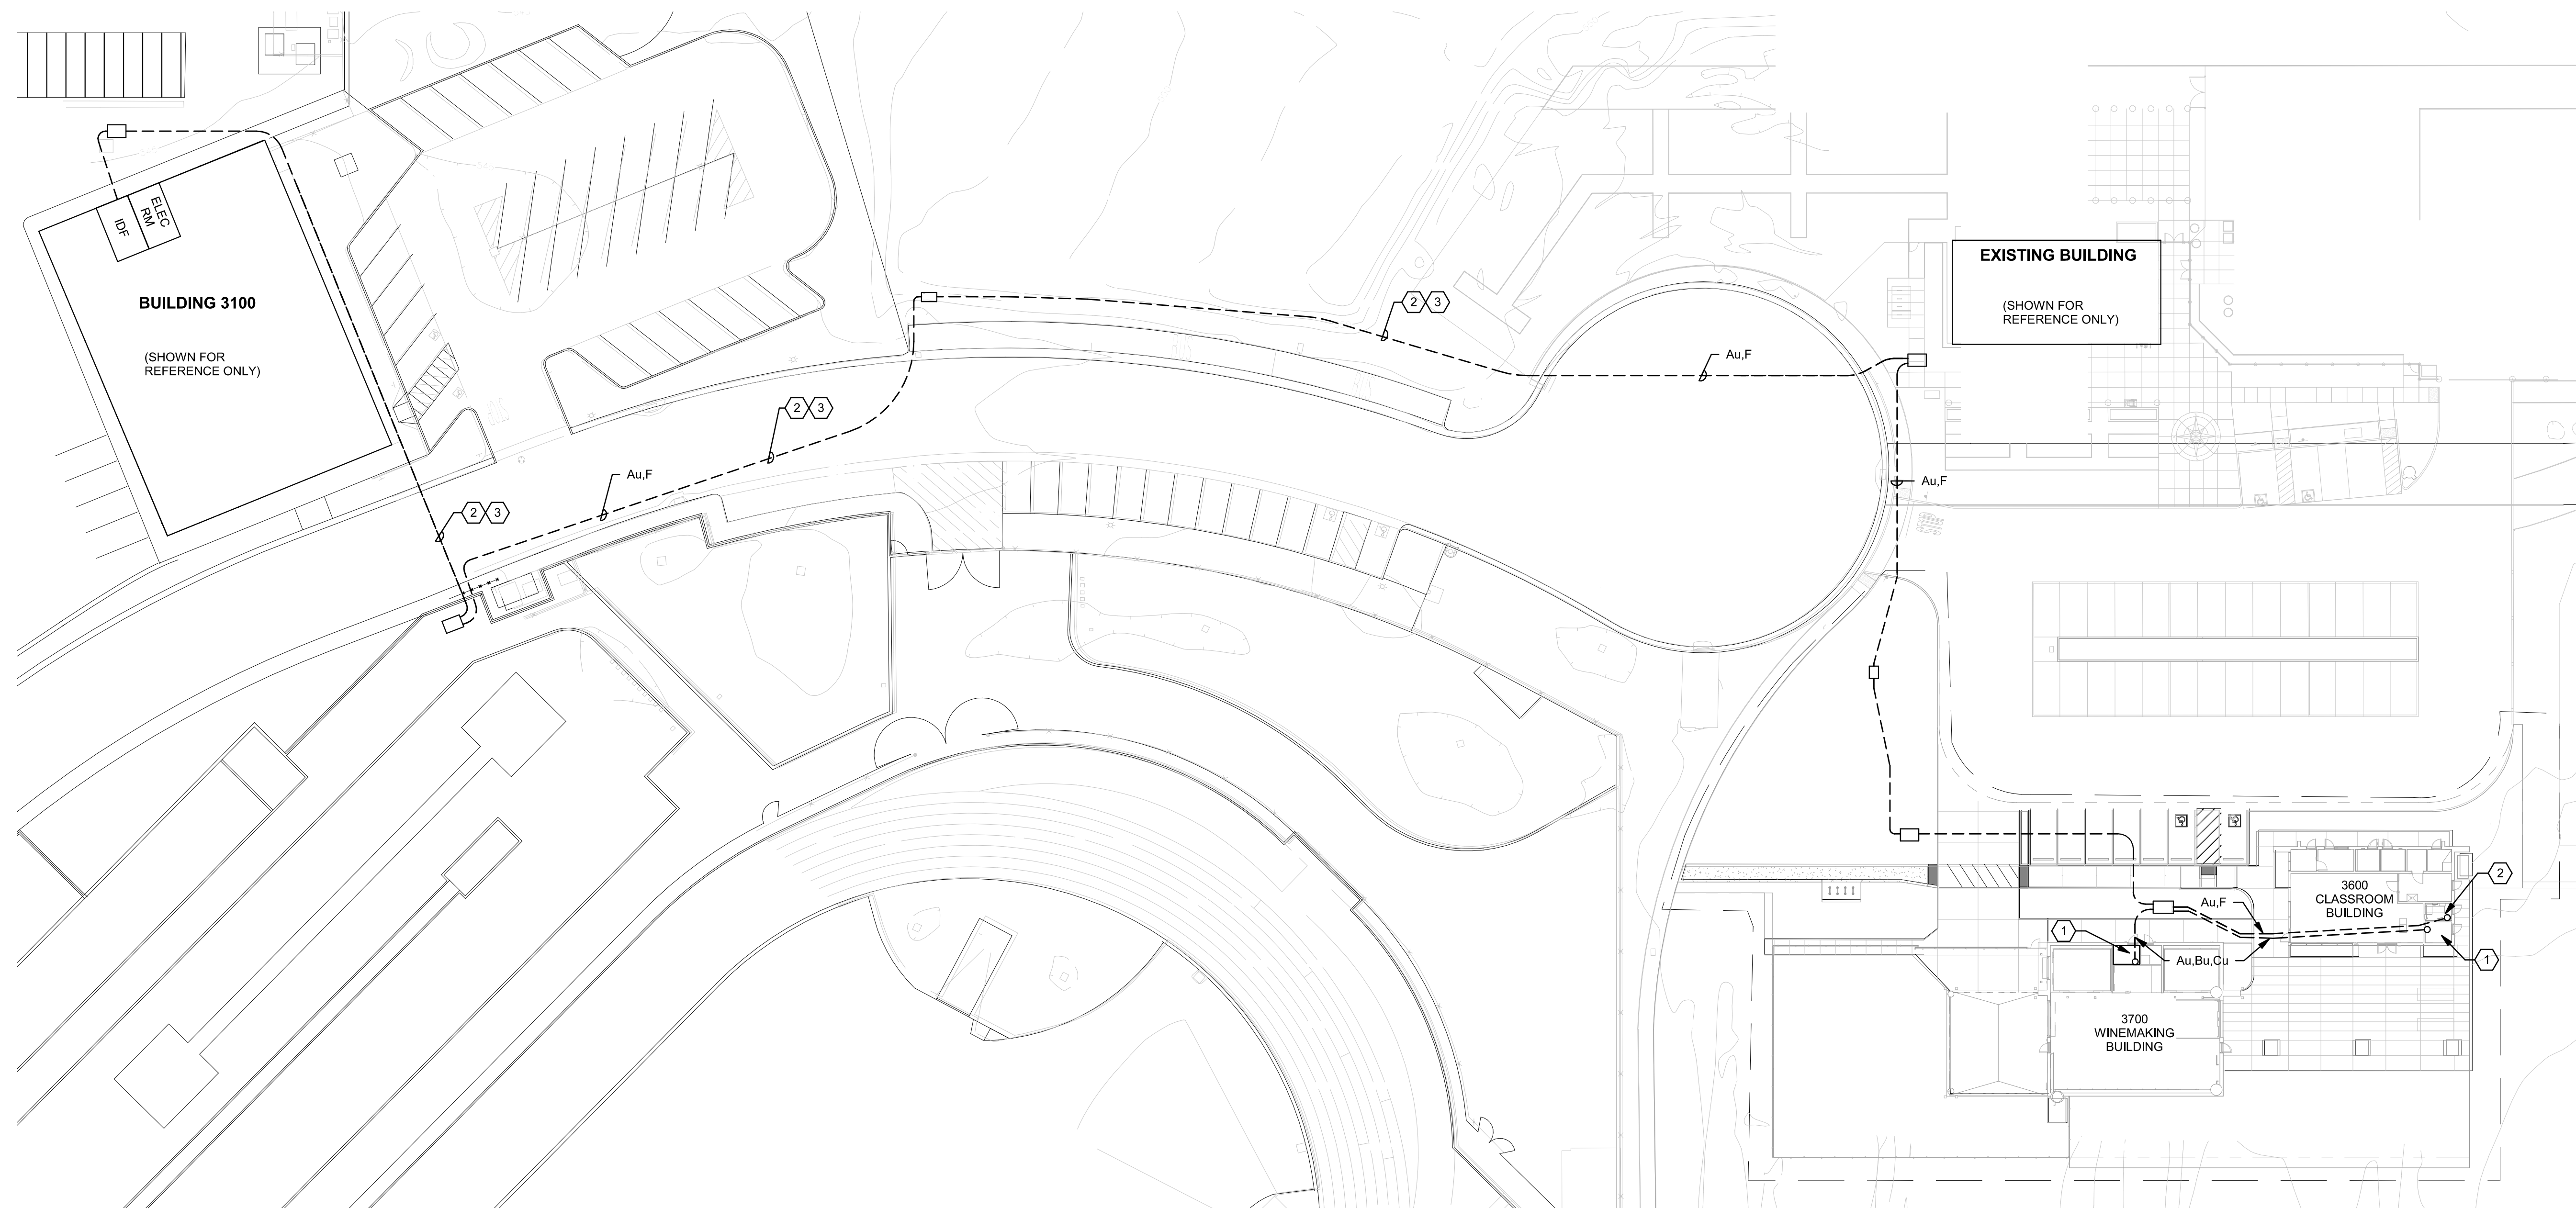 IDF
ELEC
RM
BUILDING 3100
(SHOWN FOR
REFERENCE ONLY)
EXISTING BUILDING
(SHOWN FOR
REFERENCE ONLY)
2 3
Au,F
2 3
Au,F
2 3
Au,F
Au,F
3600
CLASSROOM
BUILDING
2
Au,F
1
Au,Bu,Cu
1
3700
WINEMAKING
BUILDING